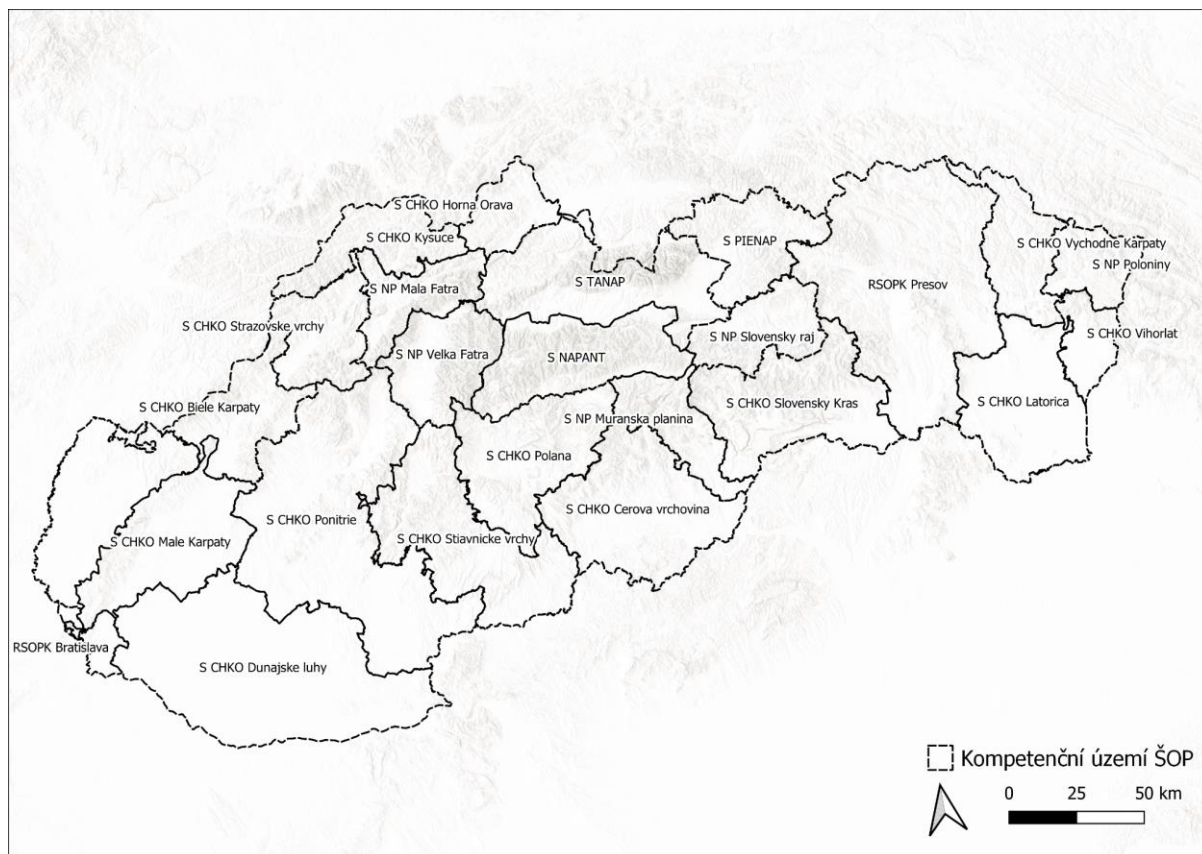 S CHKO Horna Orava
S CHKO Kysuce
S PIENAP
S CHKO Vychodne Karpaty
S NP Poloniny
S TANAP
RSOPK Presov
S NP Mala Fatra
S CHKO Strazovske vrchy
S CHKO Vihorlat
S NP Slovensky raj
S NP Velka Fatra
S NAPANT
S CHKO Biele Karpaty
S CHKO Slovensky Kras
S CHKO Latorica
S NP Muranska planina
S CHKO Polana
S CHKO Cerova vrchovina
S CHKO Ponitrie
S CHKO Stiavnicke vrchy
S CHKO Male Karpaty
RSOPK Bratislava
S CHKO Dunajske luhy
Kompetenční území ŠOP
0 25 50 km